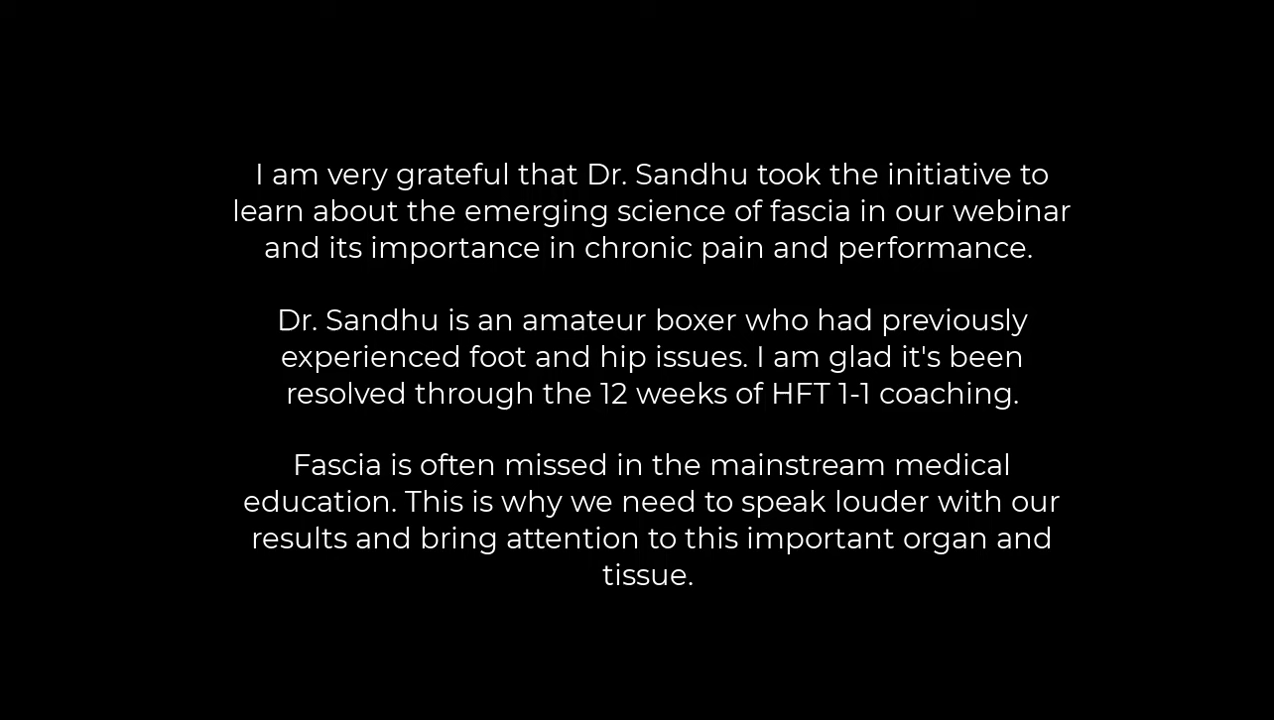 I am very grateful that Dr. Sandhu took the initiative to
learn about the emerging science of fascia in our webinar
and its importance in chronic pain and performance.
Dr. Sandhu is an amateur boxer who had previously
experienced foot and hip issues. I am glad it's been
resolved through the 12 weeks of HFT 1-1 coaching.
Fascia is often missed in the mainstream medical
education. This is why we need to speak louder with our
results and bring attention to this important organ and
tissue.